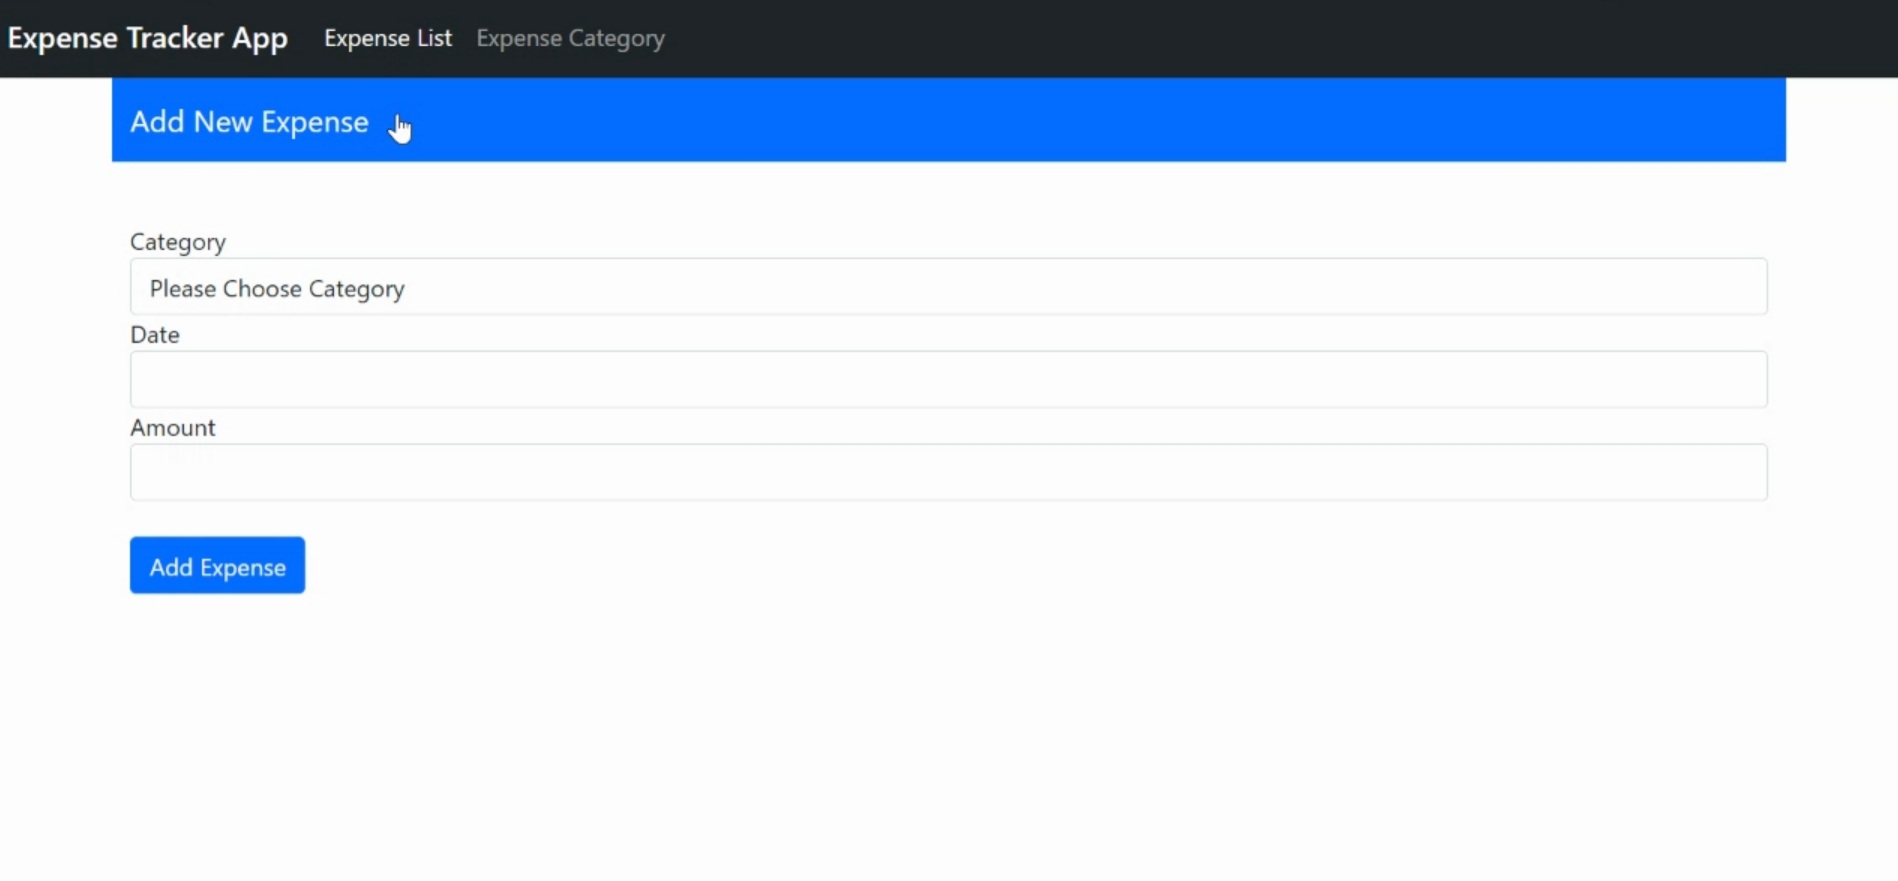 Expense Tracker App Expense List Expense Category
Add New Expense
Category
Please Choose Category
Date
Amount
Add Expense